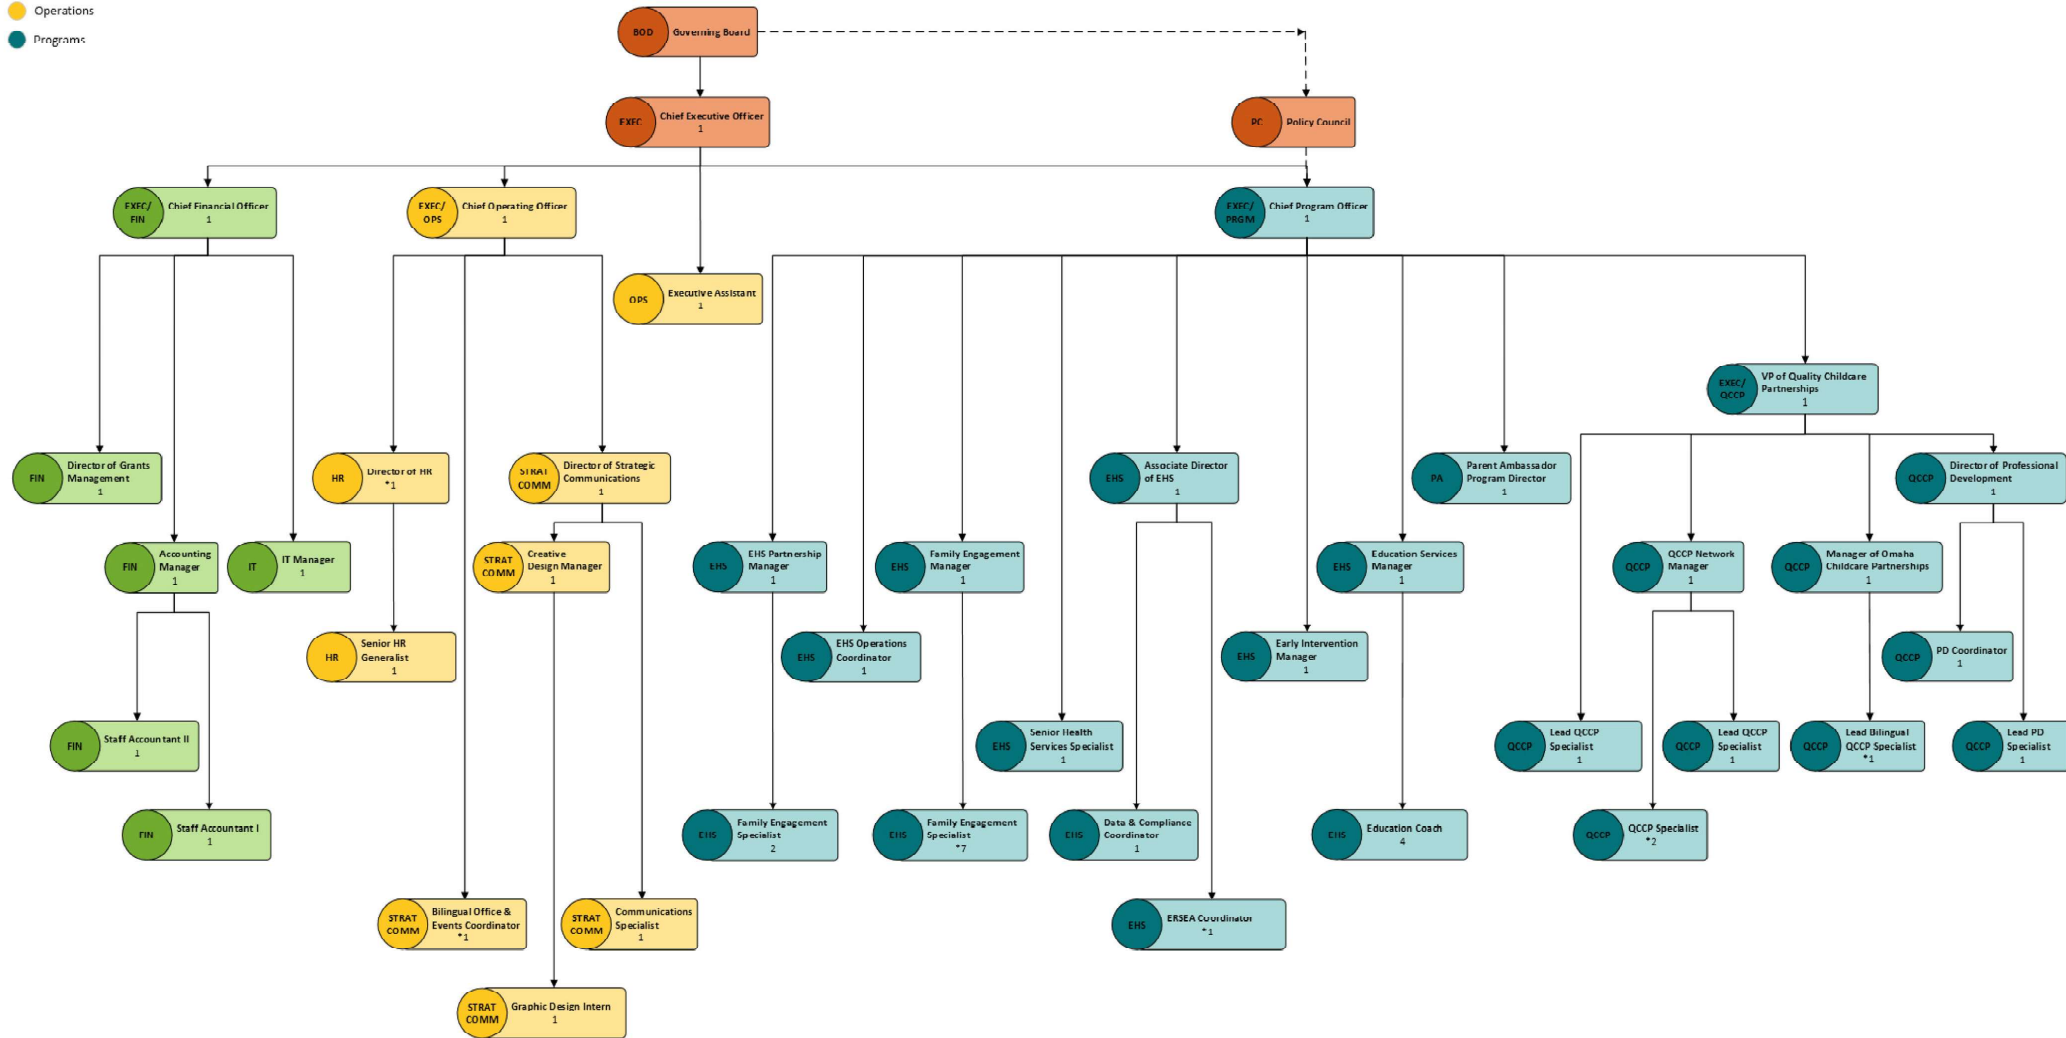 Operations
Programs
BOD
Governing Board
EXEC
Chief Executive Officer
1
PC
Policy Council
EXEC/
FIN
Chief Financial Officer
1
EXEC/
OPS
Chief Operating Officer
1
EXEC/
PRGM
Chief Program Officer
1
OPS
Executive Assistant
1
EXEC/
QCCP
VP of Quality Childcare
Partnerships
1
FIN
Director of Grants
Management
1
HR
Director of HR
*1
STRAT
COMM
Director of Strategic
Communications
1
EHS
Associate Director
of EHS
1
PA
Parent Ambassador
Program Director
1
QCCP
Director of Professional
Development
1
FIN
Accounting
Manager
1
IT
IT Manager
1
STRAT
COMM
Creative
Design Manager
1
EHS
EHS Partnership
Manager
1
EHS
Family Engagement
Manager
1
EHS
Education Services
Manager
1
QCCP
QCCP Network
Manager
1
QCCP
Manager of Omaha
Childcare Partnerships
1
HR
Senior HR
Generalist
1
EHS
EHS Operations
Coordinator
1
EHS
Early Intervention
Manager
1
QCCP
PD Coordinator
1
FIN
Staff Accountant II
1
EHS
Senior Health
Services Specialist
1
QCCP
Lead QCCP
Specialist
1
QCCP
Lead QCCP
Specialist
1
QCCP
Lead Bilingual
QCCP Specialist
*1
QCCP
Lead PD
Specialist
1
FIN
Staff Accountant I
1
EHS
Family Engagement
Specialist
2
EHS
Family Engagement
Specialist
*7
EHS
Data & Compliance
Coordinator
1
EHS
Education Coach
4
QCCP
QCCP Specialist
*2
STRAT
COMM
Bilingual Office &
Events Coordinator
*1
STRAT
COMM
Communications
Specialist
1
EHS
ERSEA Coordinator
*1
STRAT
COMM
Graphic Design Intern
1